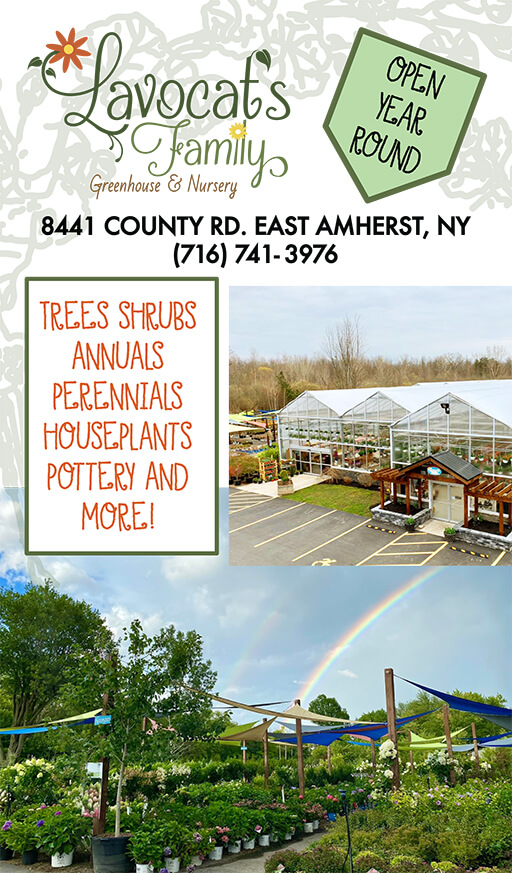 Lavocat's
Family
Greenhouse & Nursery
OPEN
YEAR
ROUND
8441 COUNTY RD. EAST AMHERST, NY
(716) 741-3976
TREES SHRUBS
ANNUALS
PERENNIALS
HOUSEPLANTS
POTTERY AND
MORE!